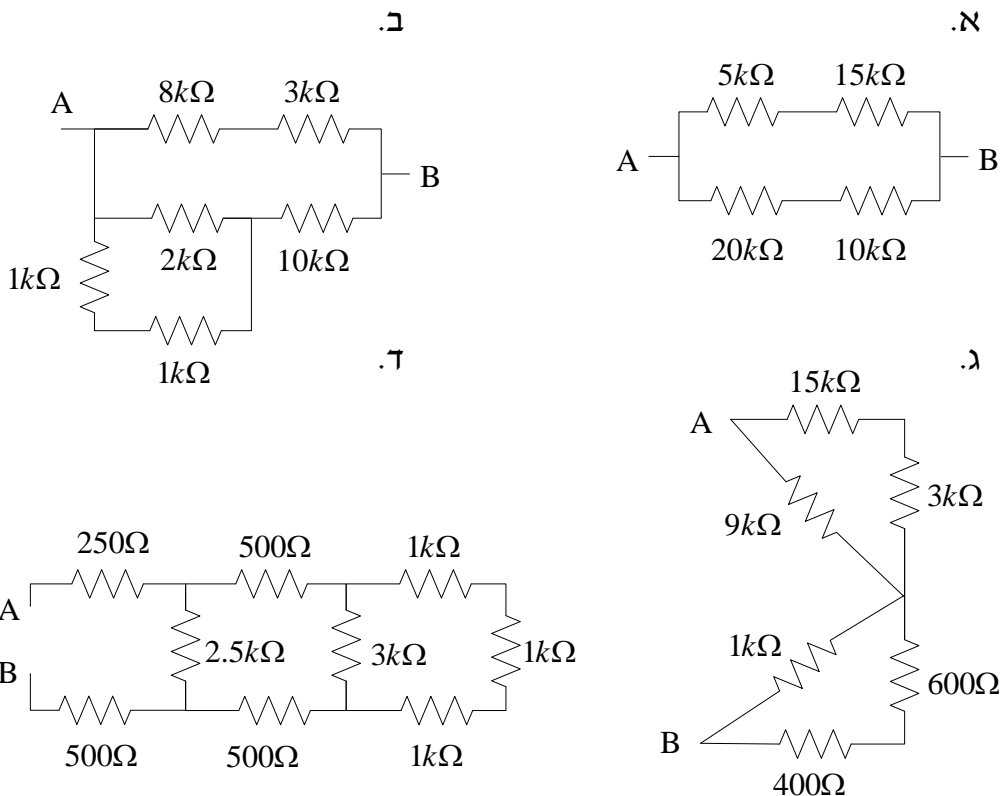 א.
5kΩ 15kΩ
A B
20kΩ 10kΩ
ב.
A 8kΩ 3kΩ
B
2kΩ 10kΩ
1kΩ
1kΩ
ג.
15kΩ
A
3kΩ
9kΩ
1kΩ
600Ω
B
400Ω
ד.
250Ω 500Ω 1kΩ
A
2.5kΩ 3kΩ 1kΩ
B
500Ω 500Ω 1kΩ